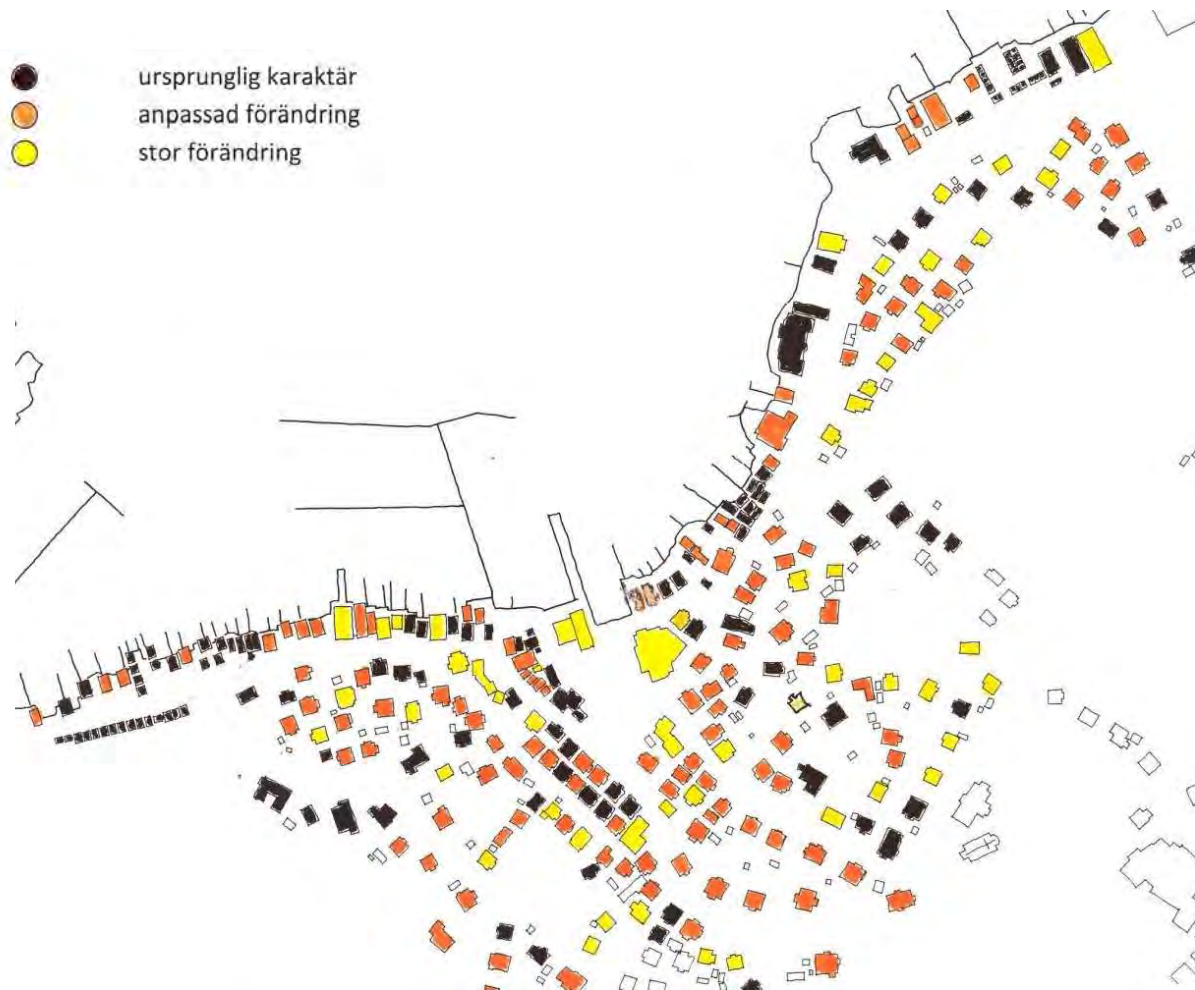 ursprunglig karaktär
anpassad förändring
stor förändring